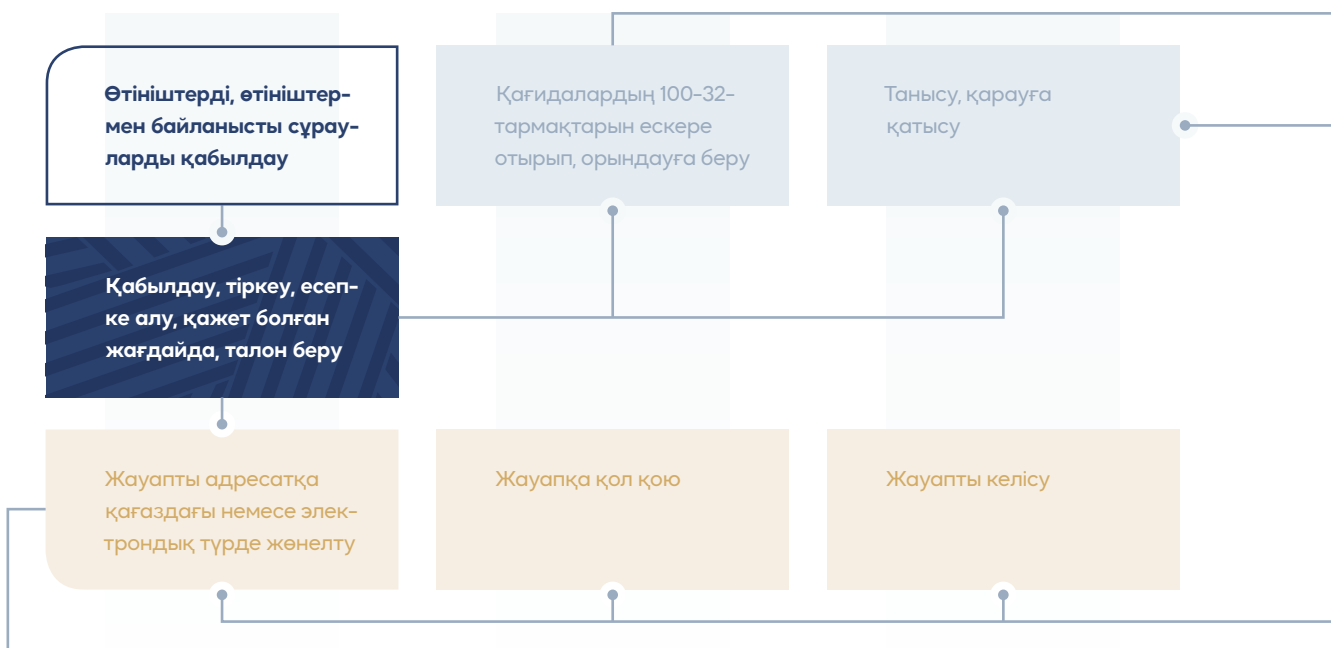 Өтініштерді, өтініштер-
мен байланысты сұрау-
ларды қабылдау
Қағидалардың 100-32-
тармақтарын ескере
отырып, орындауға беру
Танысу, қарауға
қатысу
Қабылдау, тіркеу, есеп-
ке алу, қажет болған
жағдайда, талон беру
Жауапты адресатқа
қағаздағы немесе элек-
трондық түрде жөнелту
Жауапқа қол қою
Жауапты келісу